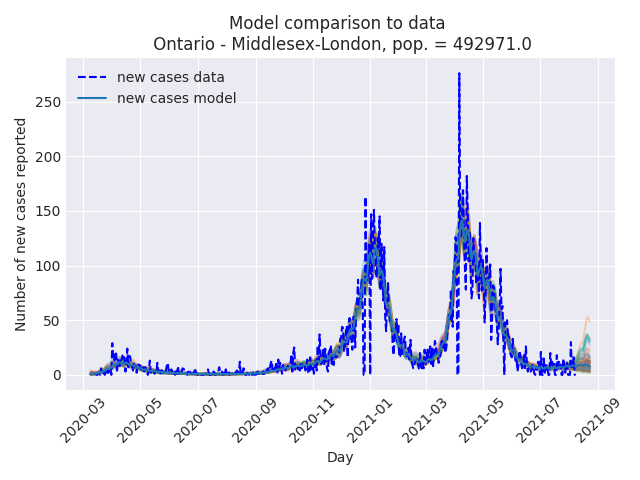 Model comparison to data
Ontario - Middlesex-London, pop. = 492971.0
new cases data
new cases model
Number of new cases reported
250
200
150
100
50
0
2020-03
2020-05
2020-07
2020-09
2020-11
2021-01
2021-03
2021-05
2021-07
2021-09
Day